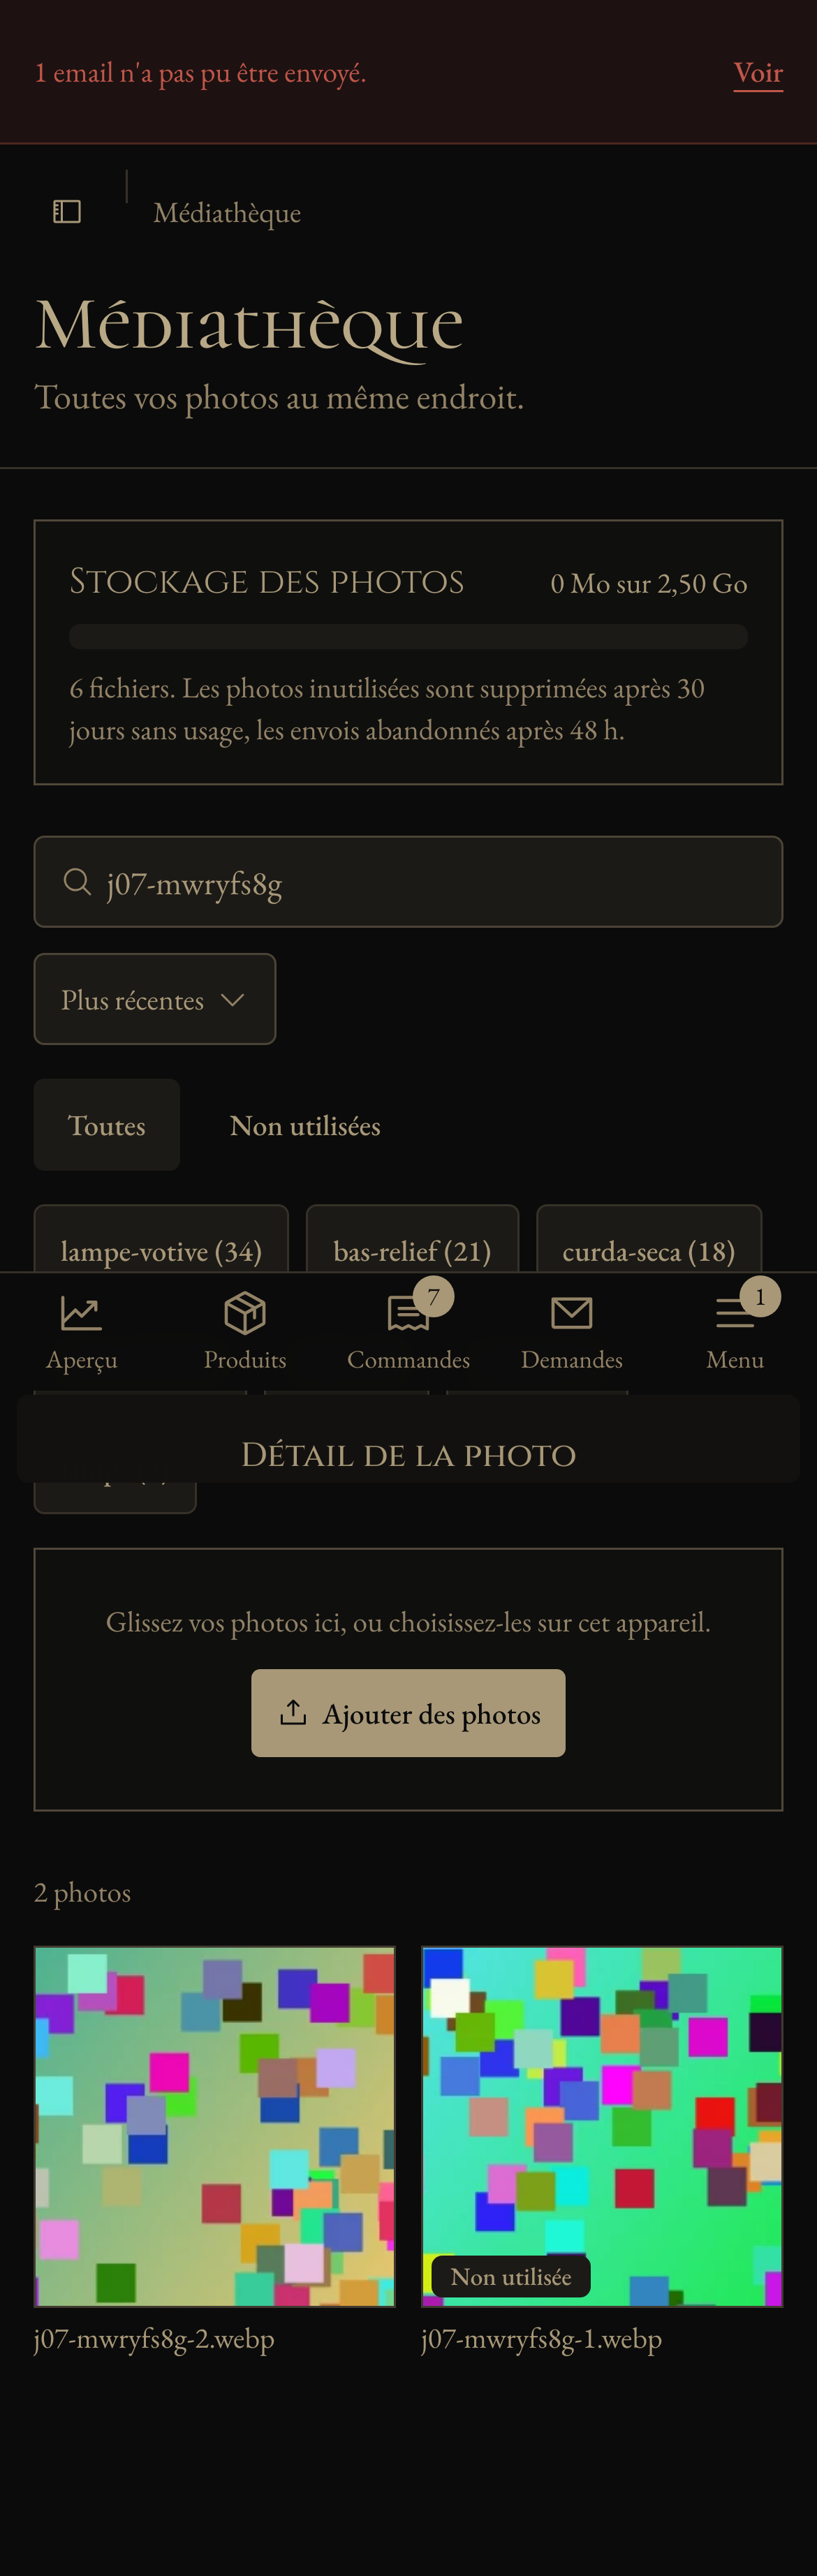 1 email n'a pas pu être envoyé.
Voir
Médiathèque
Médiathèque
Toutes vos photos au même endroit.
Stockage des photos
0 Mo sur 2,50 Go
6 fichiers. Les photos inutilisées sont supprimées après 30
jours sans usage, les envois abandonnés après 48 h.
j07-mwryfs8g
Plus récentes
Toutes
Non utilisées
lampe-votive (34)
bas-relief (21)
curda-seca (18)
7
1
Aperçu
Produits
Commandes
Demandes
Menu
Détail de la photo
Glissez vos photos ici, ou choisissez-les sur cet appareil.
Ajouter des photos
2 photos
Non utilisée
j07-mwryfs8g-2.webp
j07-mwryfs8g-1.webp